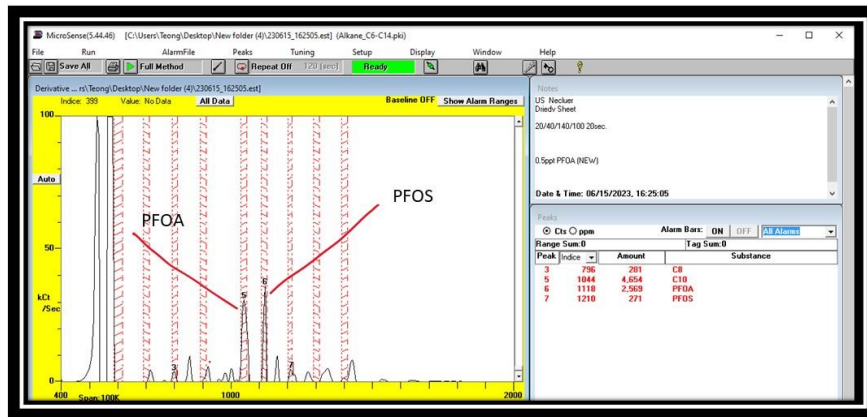 MicroSense(5.44.46) [C:\Users\Teong\Desktop\New folder (4)\230615_162505.est] (Alkane_C6-C14.pki)
File Run AlarmFile Peaks Tuning Setup Display Window Help
Save All Full Method Repeat Off 120 (sec) Ready
Derivative ... rs\Teong\Desktop\New folder (4)\230615_162505.est]
Indice: 399 Value: No Data All Data Baseline OFF Show Alarm Ranges
100
Auto
PFOA
PFOS
50
kCt
/Sec
5
6
3
7
0
400 Span:100K 1000 2000
Notes
US Necluer
Driedv Sheet
20/40/140/100 20sec.
0.5ppt PFOA (NEW)
Date & Time: 06/15/2023, 16:25:05
Peaks
Cts ppm Alarm Bars: ON OFF All Alarms
Range Sum:0 Tag Sum:0
Peak Indice Amount Substance
3 796 281 C8
5 1044 4,654 C10
6 1118 2,569 PFOA
7 1210 271 PFOS